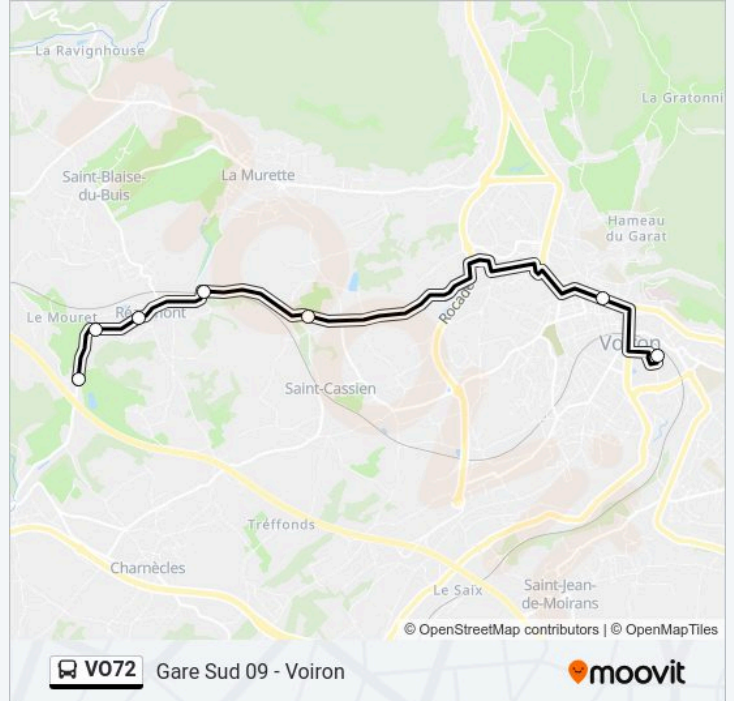 La Ravignhouse
La Gratonni
Saint-Blaise-
du-Buis
La Murette
Hameau
du Garat
Le Mouret
Rocade
Voiron
Saint-Cassien
Tréffonds
Charnècles
Le Saix
Saint-Jean-
de-Moirans
© OpenStreetMap contributors | © OpenMapTiles
VO72
Gare Sud 09 - Voiron
moovit